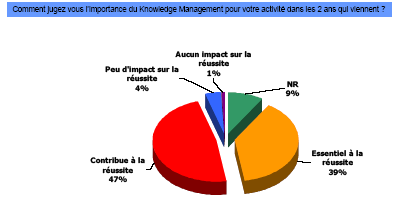 Comment jugez vous l'importance du Knowledge Management pour votre activité dans les 2 ans qui viennent ?
Aucun impact sur la
réussite
1%
Peu d'impact sur la
réussite
4%
NR
9%
Essentiel à la
réussite
39%
Contribue à la
réussite
47%